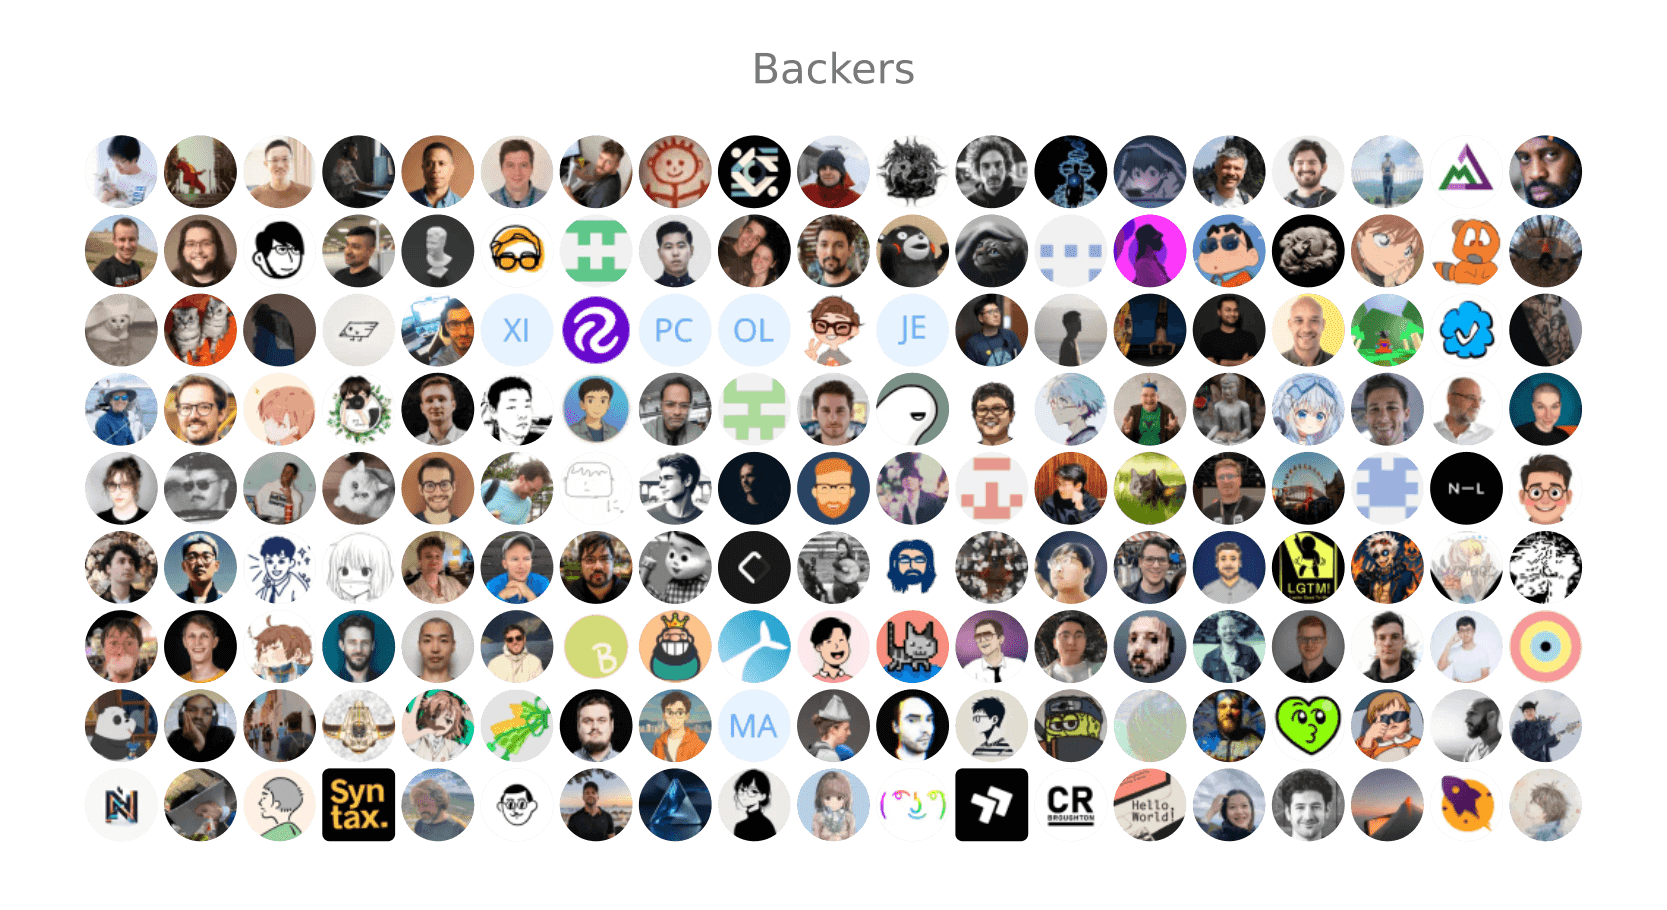 Backers
XI
PC
OL
JE
N—L
LGTM!
B
MA
N
Syn
tax.
CR
BROUGHTON
Hello,
World!